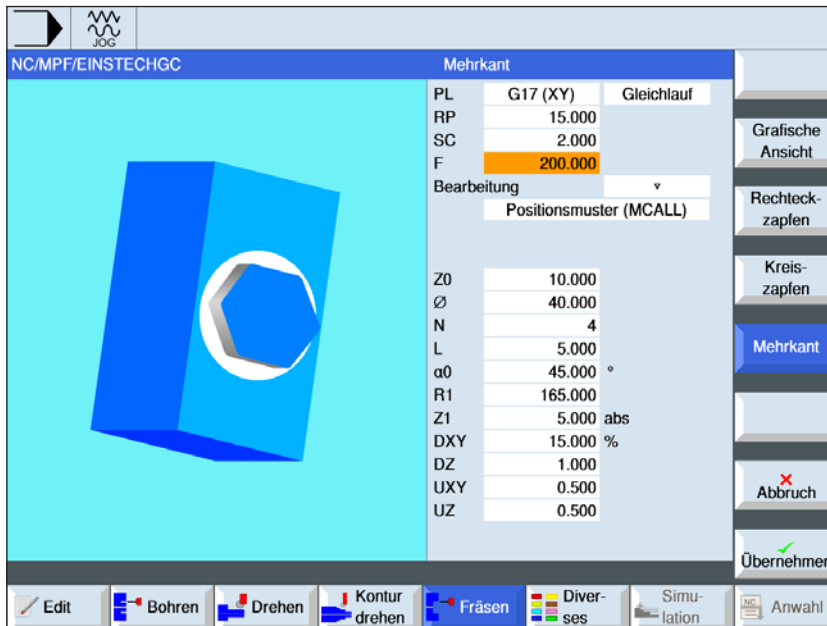 JOG
NC/MPF/EINSTECHGC
Mehrkant
PL G17 (XY) Gleichlauf
RP 15.000
SC 2.000
F 200.000
Bearbeitung ▿
Positionsmuster (MCALL)
Z0 10.000
Ø 40.000
N 4
L 5.000
α0 45.000 °
R1 165.000
Z1 5.000 abs
DXY 15.000 %
DZ 1.000
UXY 0.500
UZ 0.500
Grafische
Ansicht
Rechteck-
zapfen
Kreis-
zapfen
Mehrkant
Abbruch
Übernehmen
Edit
Bohren
Drehen
Kontur
drehen
Fräsen
Diver-
ses
Simu-
lation
NC
Anwahl